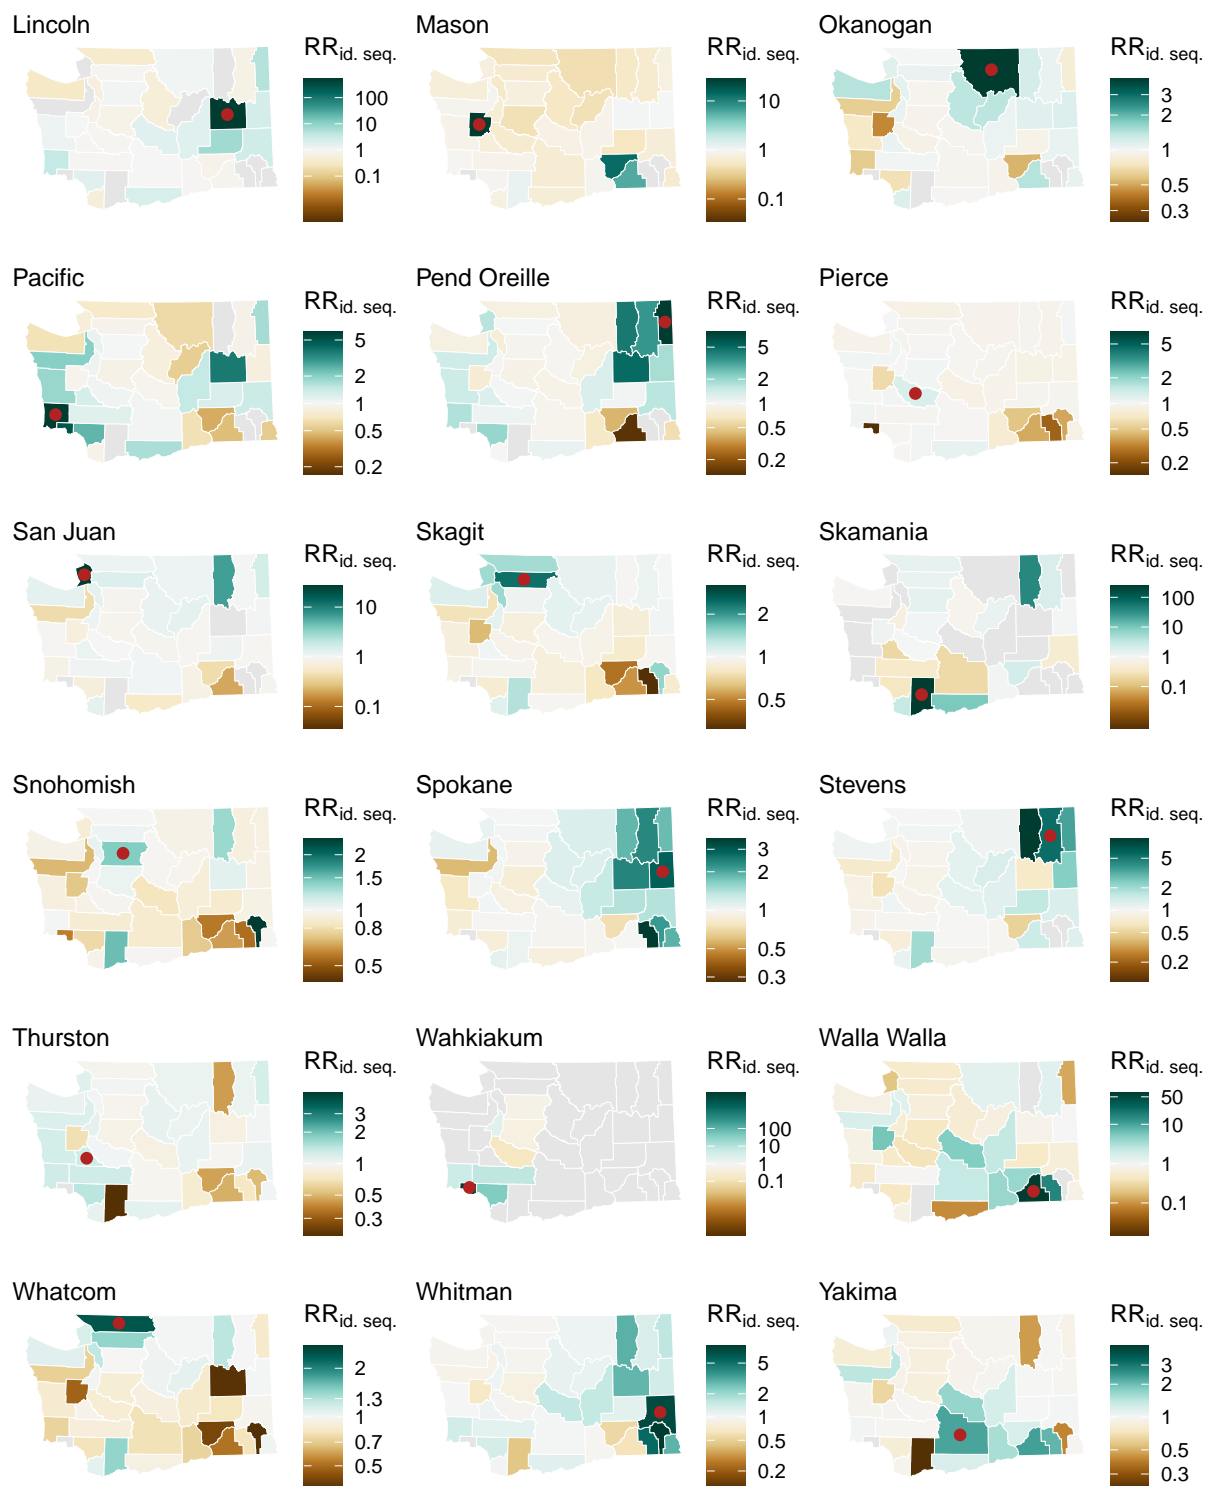 Lincoln
RRid. seq.
100
10
1
0.1
Mason
RRid. seq.
10
1
0.1
Okanogan
RRid. seq.
3
2
1
0.5
0.3
Pacific
RRid. seq.
5
2
1
0.5
0.2
Pend Oreille
RRid. seq.
5
2
1
0.5
0.2
Pierce
RRid. seq.
5
2
1
0.5
0.2
San Juan
RRid. seq.
10
1
0.1
Skagit
RRid. seq.
2
1
0.5
Skamania
RRid. seq.
100
10
1
0.1
Snohomish
RRid. seq.
2
1.5
1
0.8
0.5
Spokane
RRid. seq.
3
2
1
0.5
0.3
Stevens
RRid. seq.
5
2
1
0.5
0.2
Thurston
RRid. seq.
3
2
1
0.5
0.3
Wahkiakum
RRid. seq.
100
10
1
0.1
Walla Walla
RRid. seq.
50
10
1
0.1
Whatcom
RRid. seq.
2
1.3
1
0.7
0.5
Whitman
RRid. seq.
5
2
1
0.5
0.2
Yakima
RRid. seq.
3
2
1
0.5
0.3